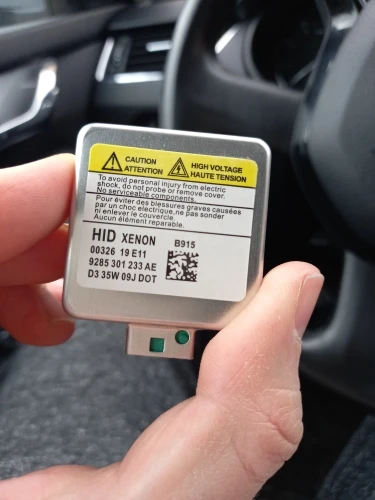 CAUTION
ATTENTION
HIGH VOLTAGE
HAUTE TENSION
To avoid personal injury from electric
shock, do not probe or remove cover.
No serviceable components.
Pour éviter des blessures graves causées
par un choc electrique,ne pas sonder
ni enlever le couvercle.
Aucun élément reparable.
HID XENON B915
00326 19 E11
9285 301 233 AE
D3 35W 09J DOT